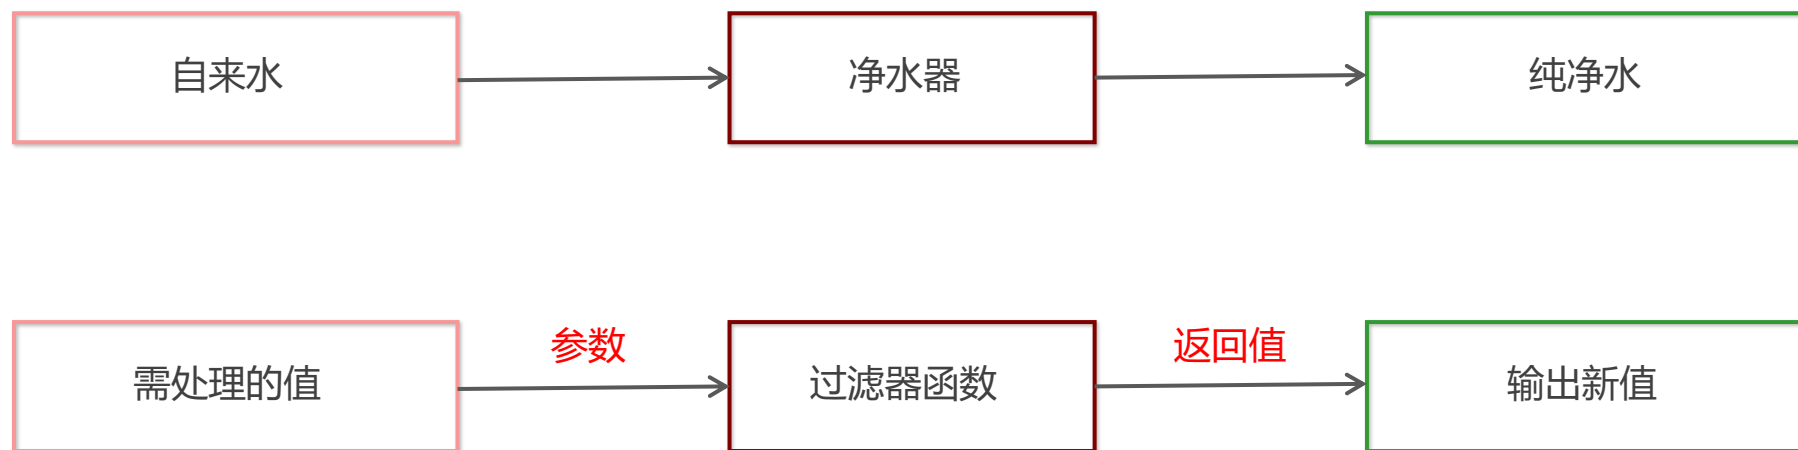 自来水
净水器
纯净水
参数
返回值
需处理的值
过滤器函数
输出新值